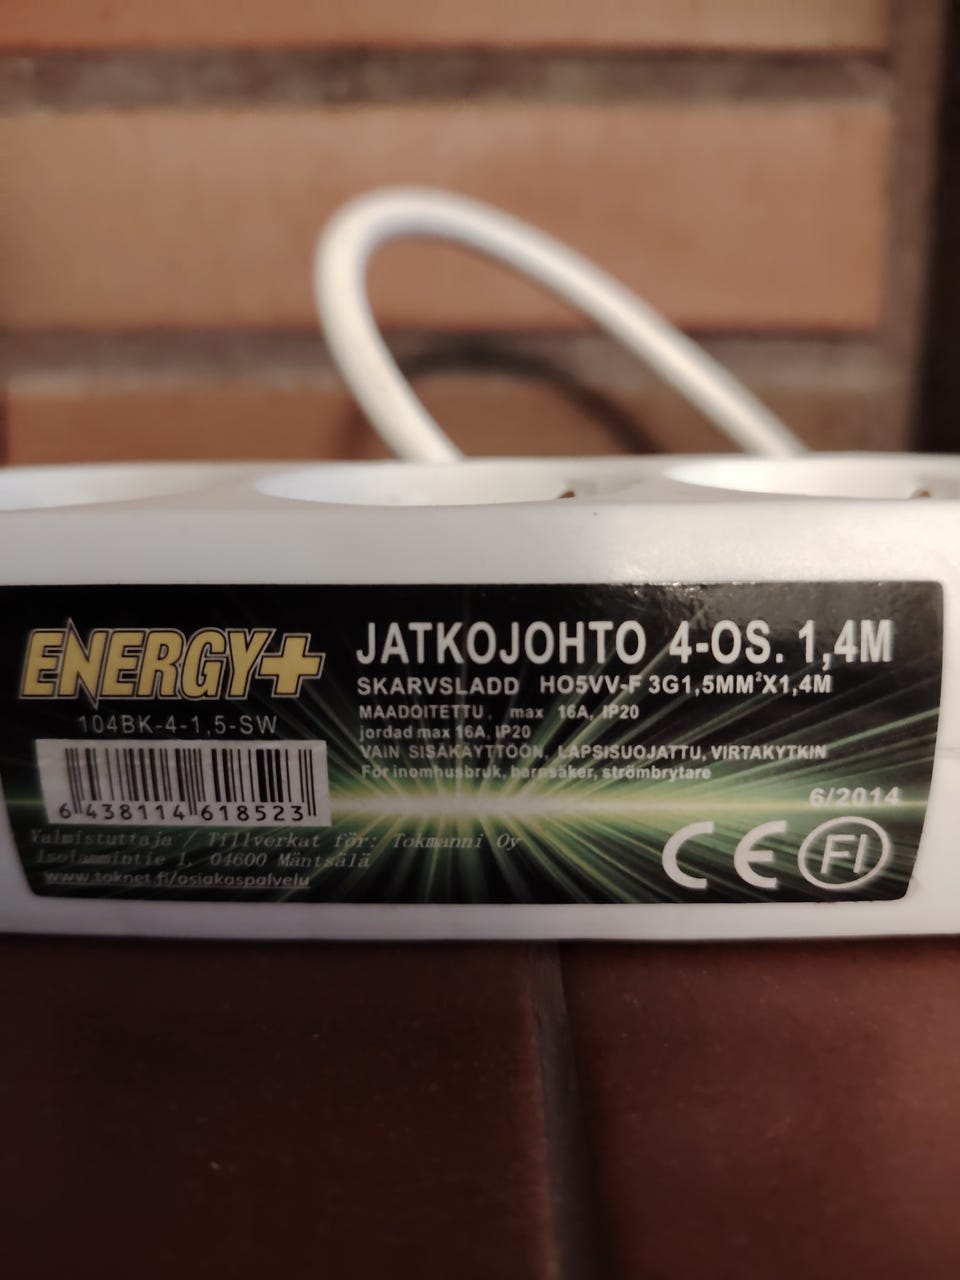 ENERGY+
104BK-4-1,5-SW
6 438114 618523
Valmistuttaja / Tillverkat för: Tokmanni Oy
Isolammintie 1, 04600 Mäntsälä
www.toknet.fi/asiakaspalvelu
JATKOJOHTO 4-OS. 1,4M
SKARVSLADD HO5VV-F 3G1,5MM²X1,4M
MAADOITETTU, max 16A, IP20
jordad max 16A, IP20
VAIN SISÄKÄYTTÖÖN, LAPSISUOJATTU, VIRTAKYTKIN
För inomhusbruk, barnsäker, strömbrytare
6/2014
CE FI